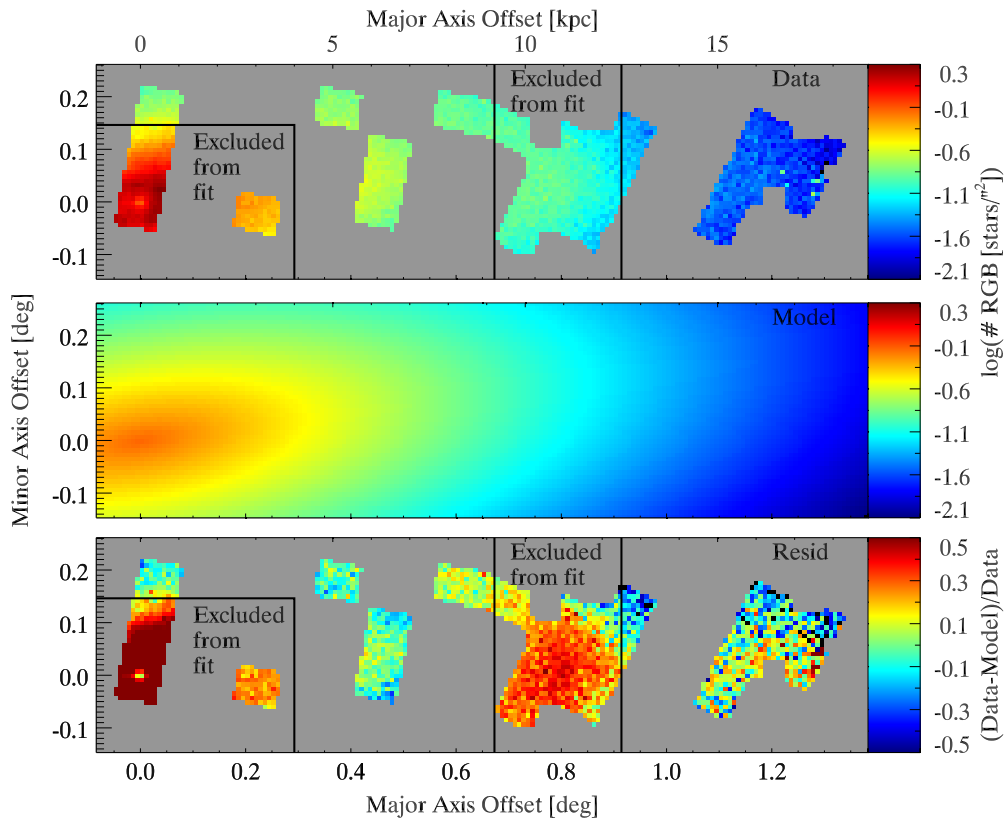 Major Axis Offset [kpc]
0 5 10 15
0.2
0.1
0.0
-0.1
Excluded
from
fit
Excluded
from fit
Data
0.4
-0.1
-0.6
-1.1
-1.6
-2.1
0.2
0.1
0.0
-0.1
Model
0.3
-0.1
-0.6
-1.1
-1.6
-2.1
log(# RGB [stars/"²])
Minor Axis Offset [deg]
0.2
0.1
0.0
-0.1
Excluded
from
fit
Excluded
from fit
Resid
0.5
0.3
0.1
-0.1
-0.3
-0.5
(Data-Model)/Data
0.0 0.2 0.4 0.6 0.8 1.0 1.2
Major Axis Offset [deg]